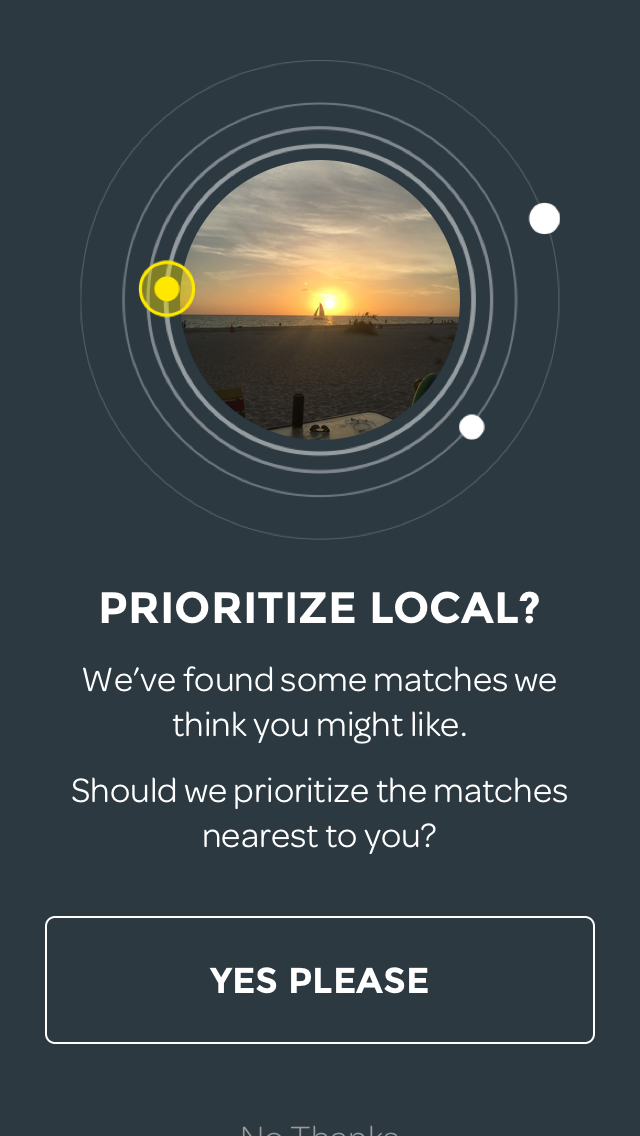 PRIORITIZE LOCAL?
We've found some matches we
think you might like.
Should we prioritize the matches
nearest to you?
YES PLEASE
No Thanks